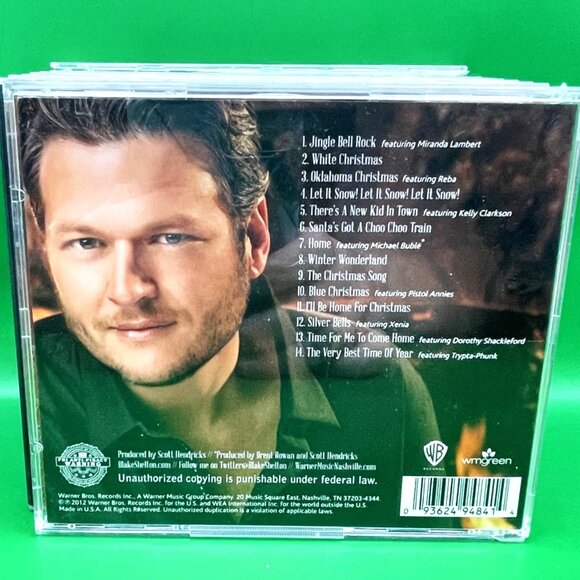 1. Jingle Bell Rock featuring Miranda Lambert
2. White Christmas
3. Oklahoma Christmas featuring Reba
4. Let It Snow! Let It Snow! Let It Snow!
5. There's A New Kid In Town featuring Kelly Clarkson
6. Santa's Got A Choo Choo Train
7. Home featuring Michael Bublé*
8. Winter Wonderland
9. The Christmas Song
10. Blue Christmas featuring Pistol Annies
11. I'll Be Home For Christmas
12. Silver Bells featuring Xenia
13. Time For Me To Come Home featuring Dorothy Shackleford
14. The Very Best Time Of Year featuring Trypta-Phunk
FBI ANTI-PIRACY
WARNING
Produced by Scott Hendricks // *Produced by Brent Rowan and Scott Hendricks
BlakeShelton.com // Follow me on Twitter@BlakeShelton // WarnerMusicNashville.com
Unauthorized copying is punishable under federal law.
Warner Bros. Records Inc., A Warner Music Group Company, 20 Music Square East, Nashville, TN 37203-4344.
℗ © 2012 Warner Bros. Records Inc. for the U.S. and WEA International Inc. for the world outside the U.S.
Made in U.S.A. All Rights Reserved. Unauthorized duplication is a violation of applicable laws.
WB
RECORDS
wmgreen
0 93624 94841 4